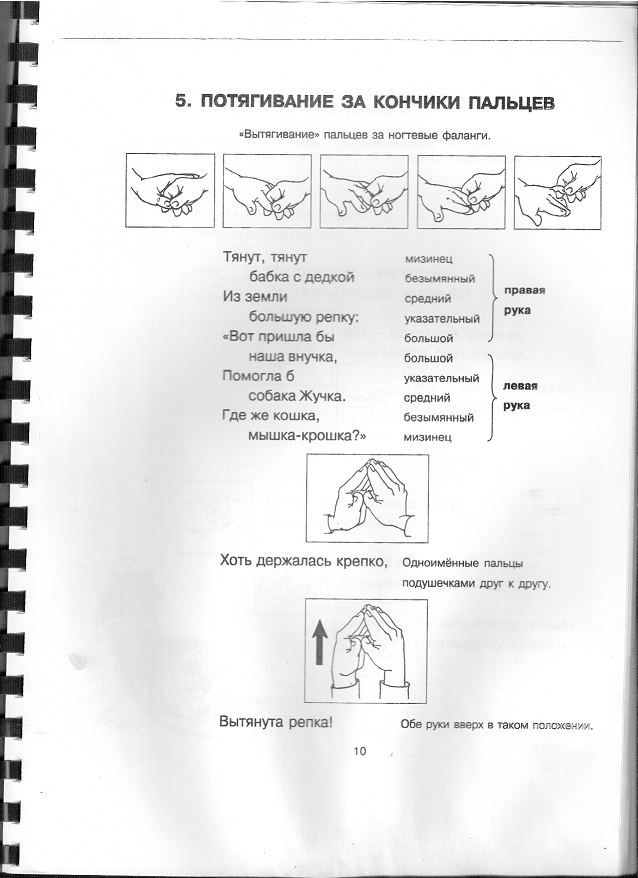 5. ПОТЯГИВАНИЕ ЗА КОНЧИКИ ПАЛЬЦЕВ
«Вытягивание» пальцев за ногтевые фаланги.
Тянут, тянут мизинец
бабка с дедкой безымянный
Из земли средний
большую репку: указательный
«Вот пришла бы большой
правая
рука
наша внучка, большой
Помогла б указательный
собака Жучка. средний
Где же кошка, безымянный
мышка-крошка?» мизинец
левая
рука
Хоть держалась крепко, Одноимённые пальцы
подушечками друг к другу.
Вытянута репка! Обе руки вверх в таком положении.
10